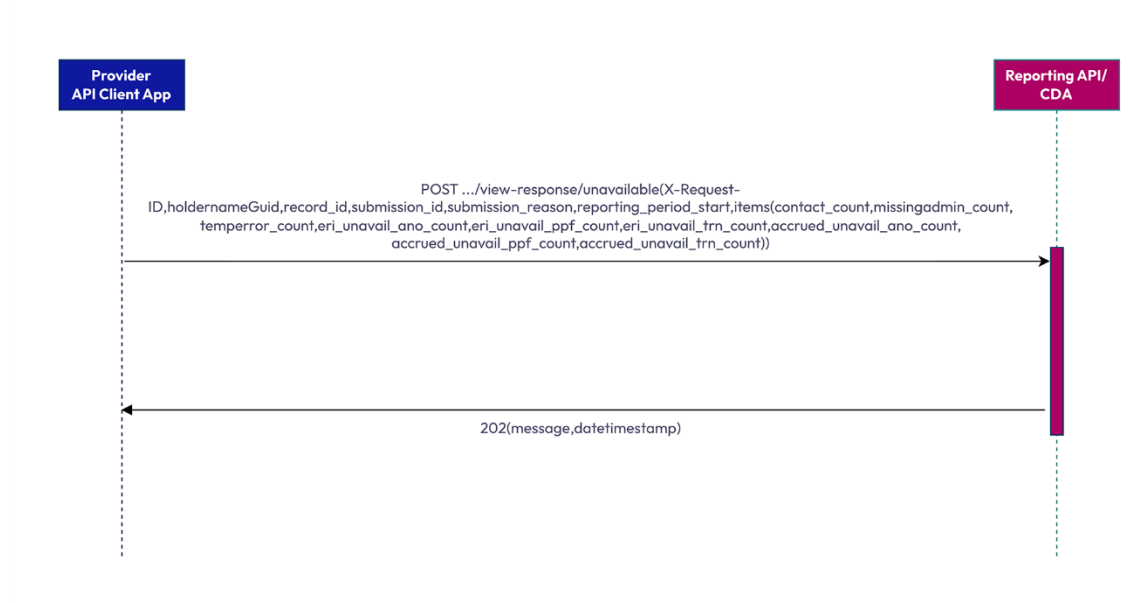 Provider
API Client App
Reporting API/
CDA
POST .../view-response/unavailable(X-Request-
ID,holdernameGuid,record_id,submission_id,submission_reason,reporting_period_start,items(contact_count,missingadmin_count,
temperror_count,eri_unavail_ano_count,eri_unavail_ppf_count,eri_unavail_trn_count,accrued_unavail_ano_count,
accrued_unavail_ppf_count,accrued_unavail_trn_count))
202(message,datetimestamp)